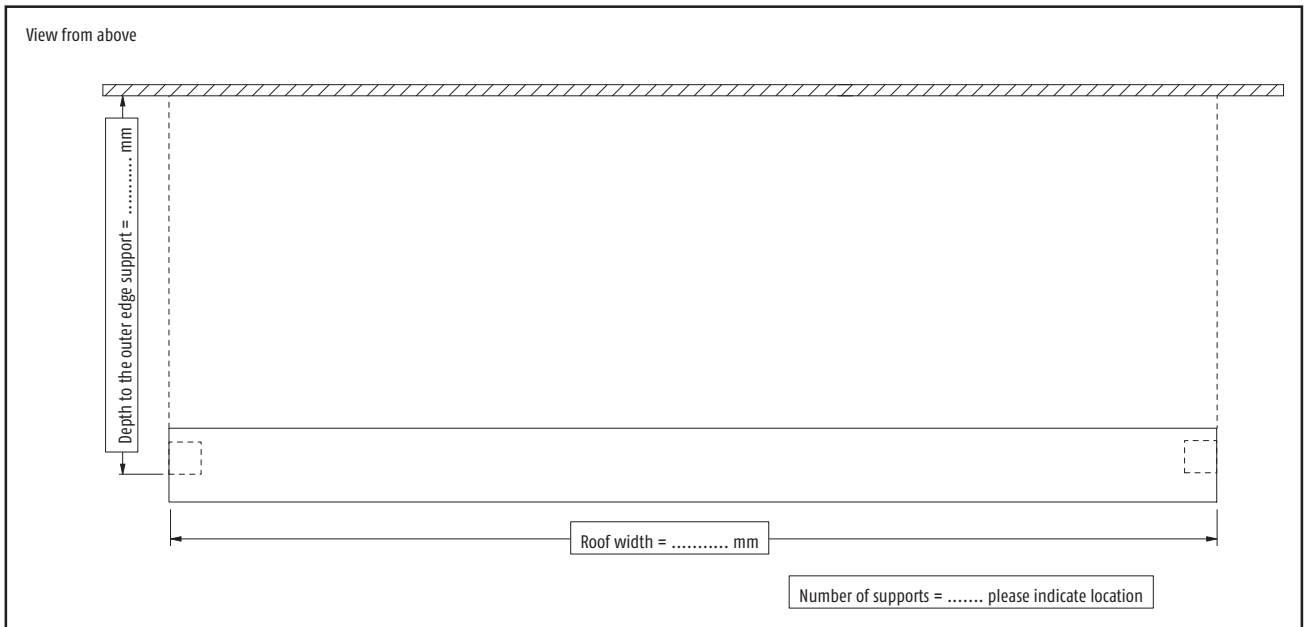 View from above
Depth to the outer edge support = ............ mm
Roof width = ........... mm
Number of supports = ....... please indicate location